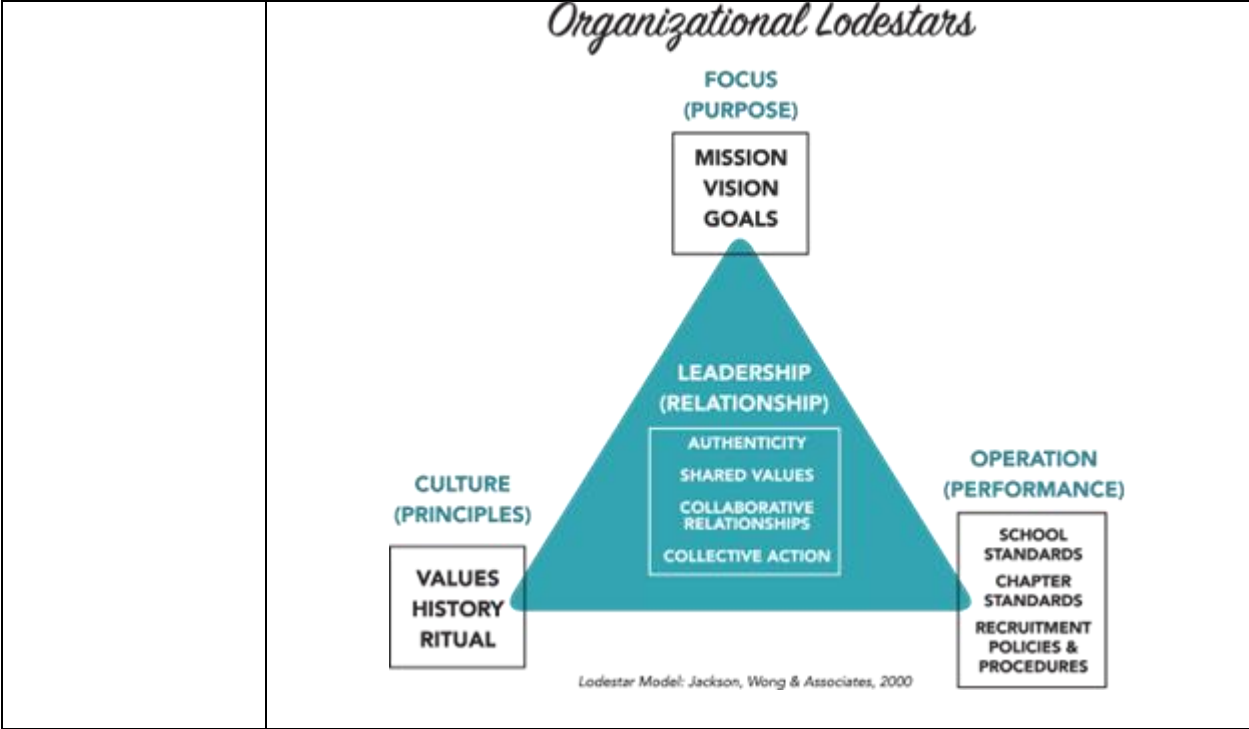 Organizational Lodestars
FOCUS
(PURPOSE)
MISSION
VISION
GOALS
LEADERSHIP
(RELATIONSHIP)
AUTHENTICITY
SHARED VALUES
COLLABORATIVE
RELATIONSHIPS
COLLECTIVE ACTION
CULTURE
(PRINCIPLES)
VALUES
HISTORY
RITUAL
OPERATION
(PERFORMANCE)
SCHOOL
STANDARDS
CHAPTER
STANDARDS
RECRUITMENT
POLICIES &
PROCEDURES
Lodestar Model: Jackson, Wong & Associates, 2000